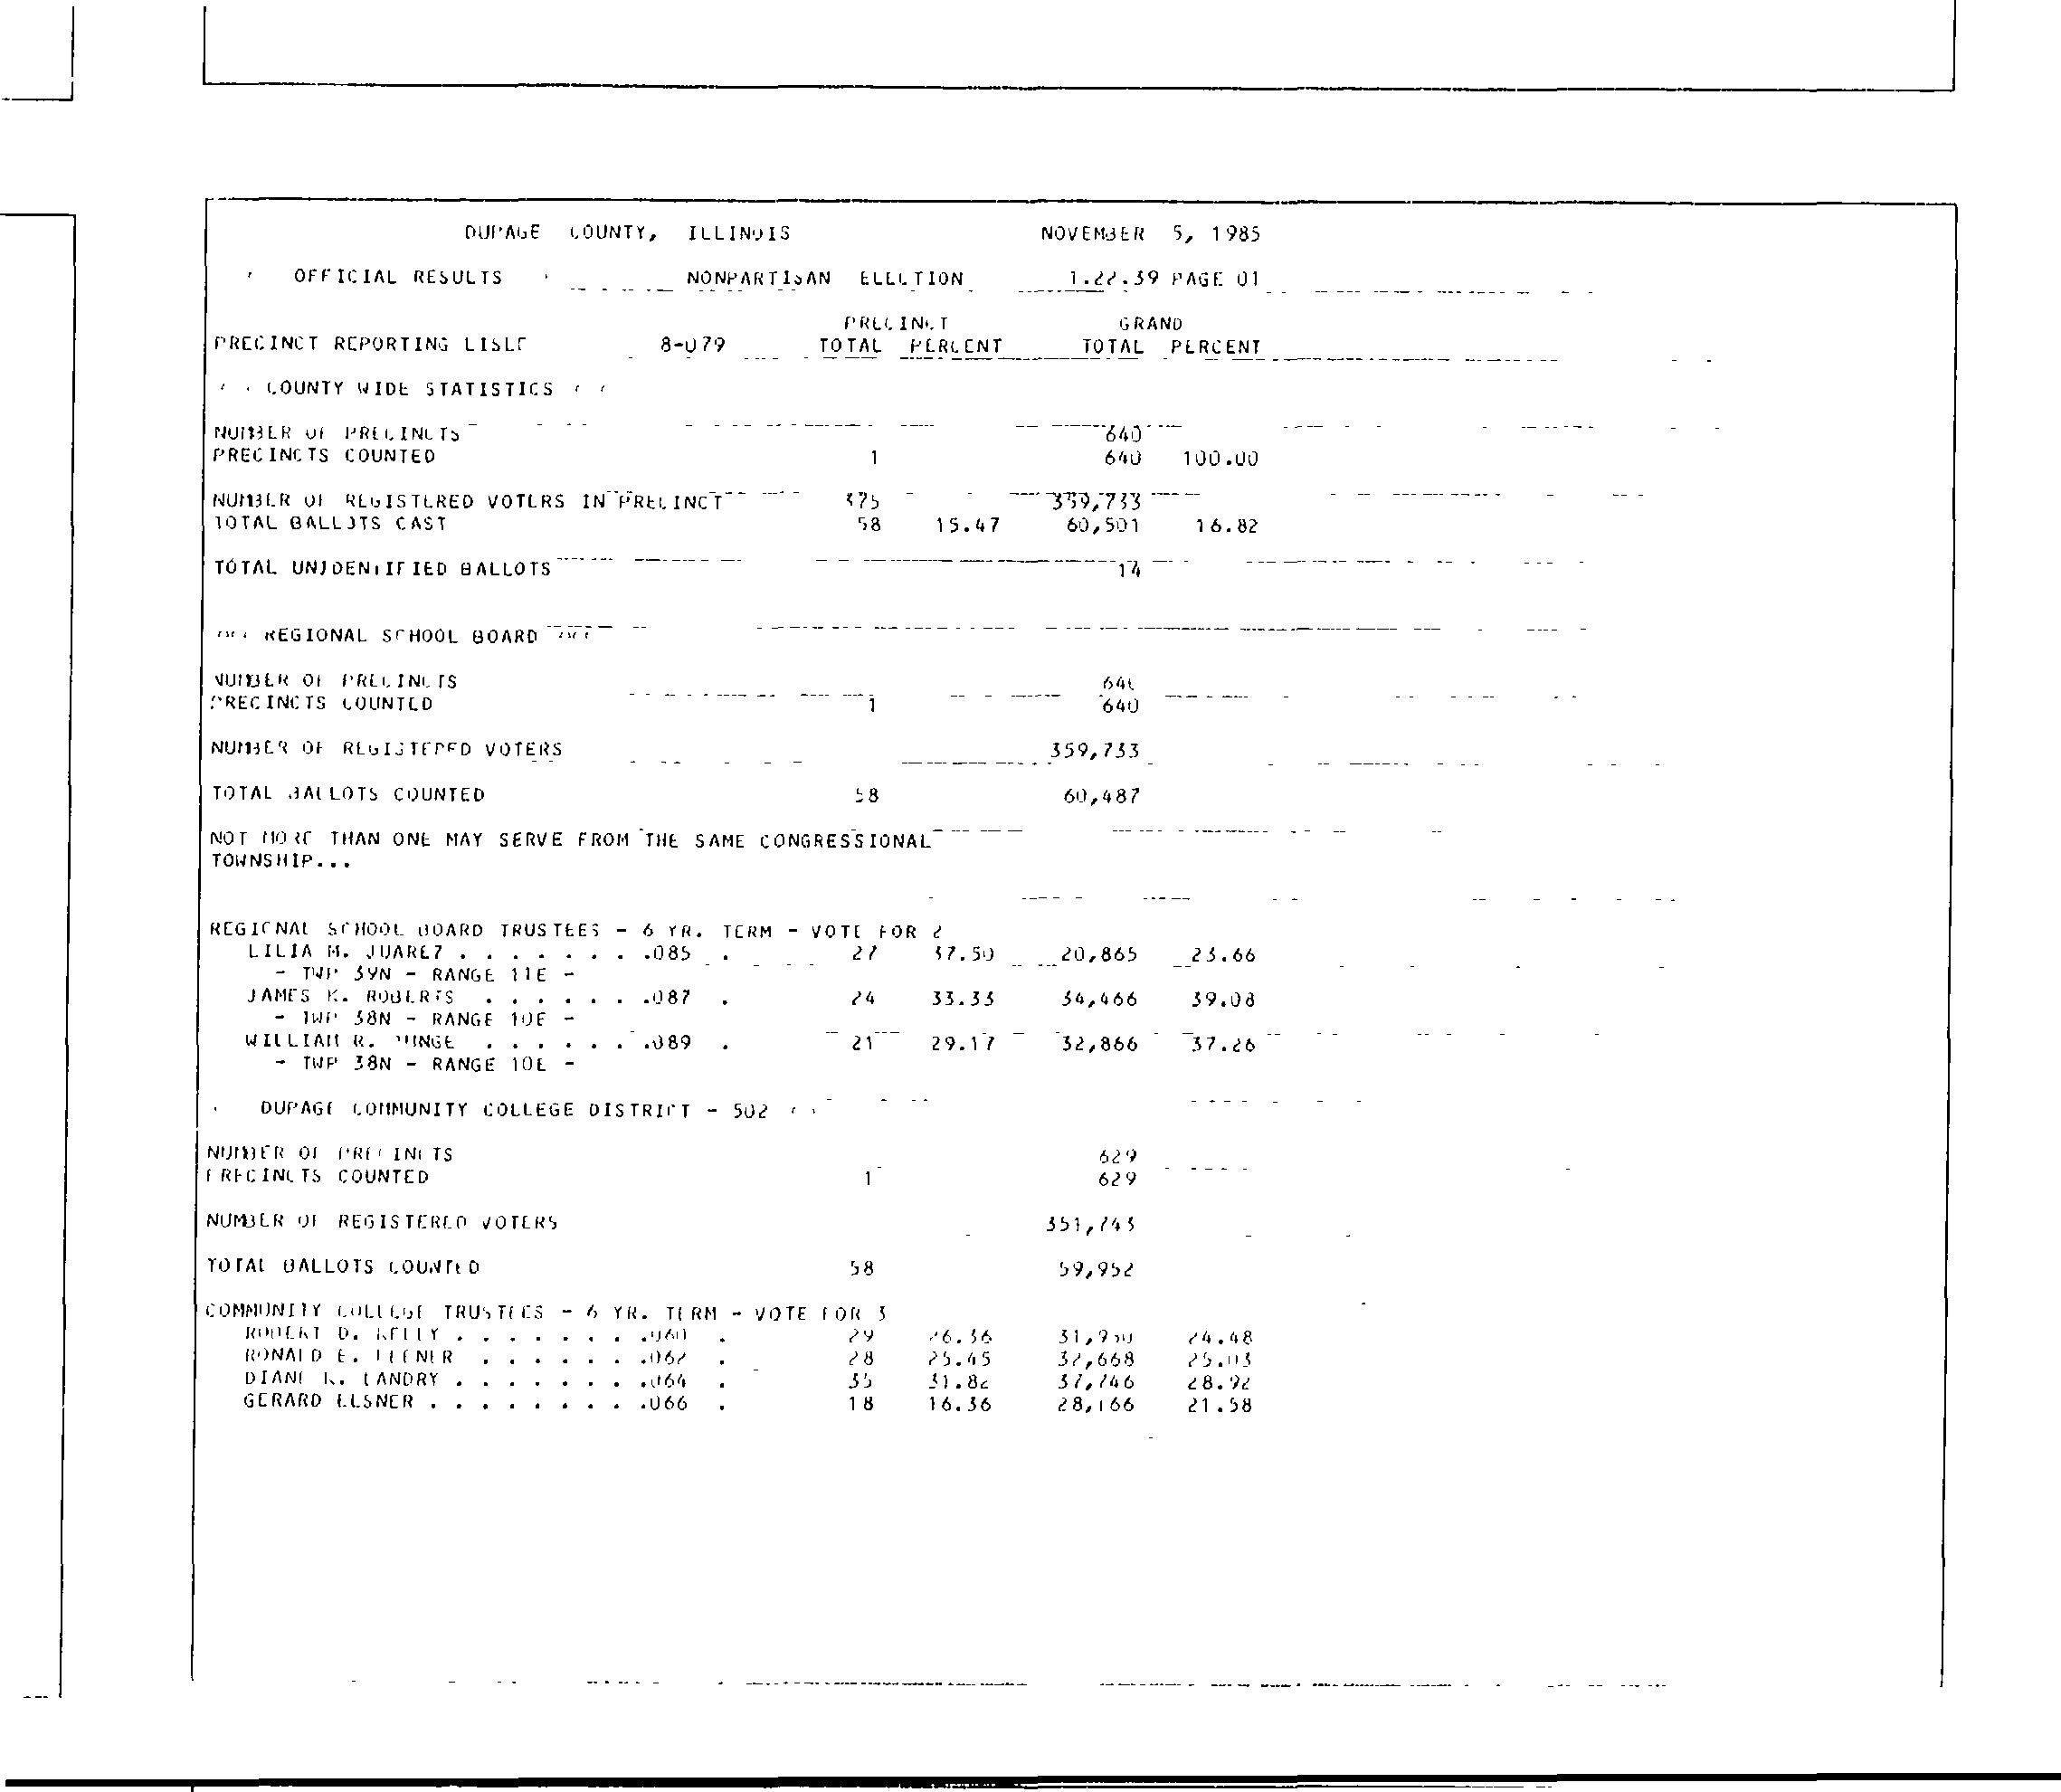 DUPAGE COUNTY, ILLINOIS NOVEMBER 5, 1985
OFFICIAL RESULTS NONPARTISAN ELECTION 1.22.39 PAGE 01
PRECINCT GRAND
PRECINCT REPORTING LISLE 8-079 TOTAL PERCENT TOTAL PERCENT
COUNTY WIDE STATISTICS
NUMBER OF PRECINCTS 640
PRECINCTS COUNTED 1 640 100.00
NUMBER OF REGISTERED VOTERS IN PRECINCT 375 359,733
TOTAL BALLOTS CAST 58 15.47 60,501 16.82
TOTAL UNIDENTIFIED BALLOTS 14
REGIONAL SCHOOL BOARD
NUMBER OF PRECINCTS 640
PRECINCTS COUNTED 1 640
NUMBER OF REGISTERED VOTERS 359,733
TOTAL BALLOTS COUNTED 58 60,487
NOT MORE THAN ONE MAY SERVE FROM THE SAME CONGRESSIONAL
TOWNSHIP...
REGIONAL SCHOOL BOARD TRUSTEES - 6 YR. TERM - VOTE FOR 2
LILIA M. JUAREZ . . . . . . . .085 . 27 37.50 20,865 23.66
- TWP 39N - RANGE 11E -
JAMES K. ROBERTS . . . . . . .087 . 24 33.33 34,466 39.08
- TWP 38N - RANGE 10E -
WILLIAM R. . . . . . . .089 . 21 29.17 32,866 37.26
- TWP 38N - RANGE 10E -
DUPAGE COMMUNITY COLLEGE DISTRICT - 502
NUMBER OF PRECINCTS 629
PRECINCTS COUNTED 1 629
NUMBER OF REGISTERED VOTERS 351,743
TOTAL BALLOTS COUNTED 58 59,952
COMMUNITY COLLEGE TRUSTEES - 6 YR. TERM - VOTE FOR 3
ROBERT D. KELLY . . . . . . . .060 . 29 26.36 31,950 24.48
RONALD E. . . . . . . .062 . 28 25.45 32,668 25.03
DIANE K. LANDRY . . . . . . . .064 . 35 31.82 37,746 28.92
GERARD ELSNER . . . . . . . . .066 . 18 16.36 28,166 21.58